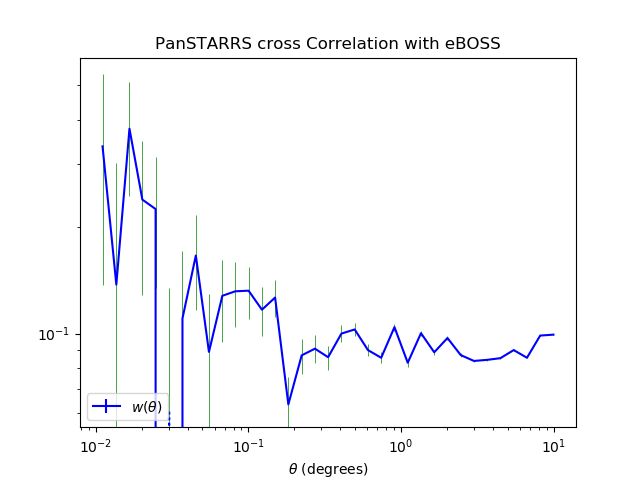 PanSTARRS cross Correlation with eBOSS
10⁻¹
w(θ)
10⁻² 10⁻¹ 10⁰ 10¹
θ (degrees)